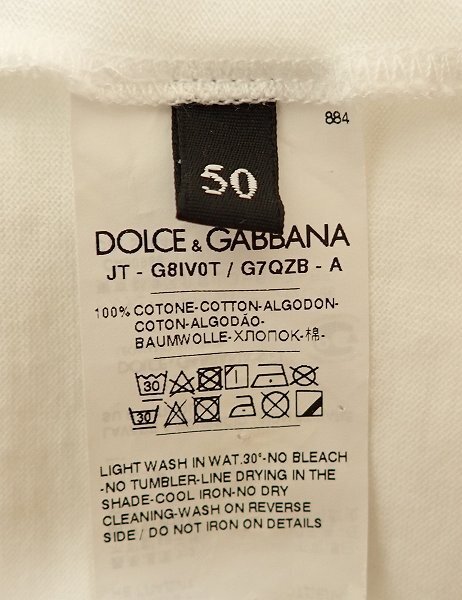 884
50
DOLCE & GABBANA
JT - G8IV0T / G7QZB - A
100% COTONE-COTTON-ALGODON-
COTON-ALGODÃO-
BAUMWOLLE-ХЛОПОК-棉-
30
30
LIGHT WASH IN WAT.30°-NO BLEACH
-NO TUMBLER-LINE DRYING IN THE
SHADE-COOL IRON-NO DRY
CLEANING-WASH ON REVERSE
SIDE / DO NOT IRON ON DETAILS